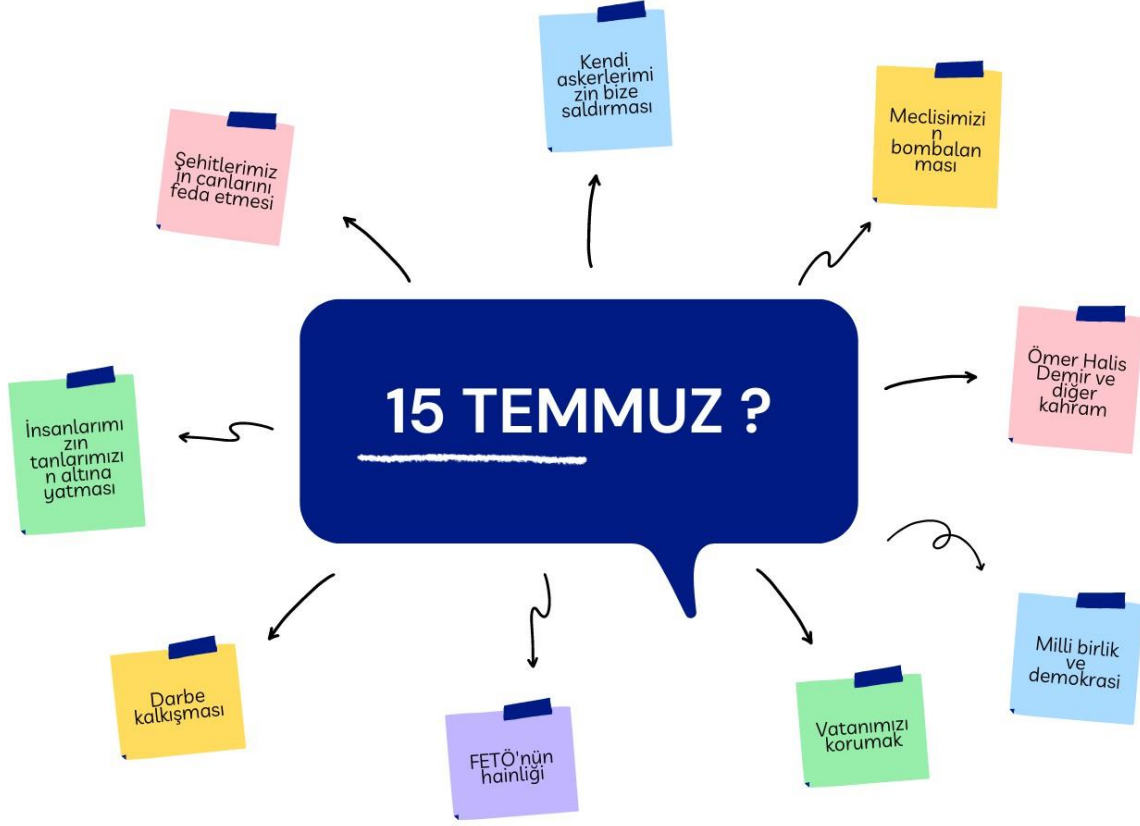 Kendi
askerlerimi
zin bize
saldırması
Meclisimizi
n
bombalan
ması
Şehitlerimiz
in canlarını
feda etmesi
Ömer Halis
Demir ve
diğer
kahram
15 TEMMUZ ?
İnsanlarımı
zın
tanlarımızı
n altına
yatması
Milli birlik
ve
demokrasi
Darbe
kalkışması
Vatanımızı
korumak
FETÖ'nün
hainliği